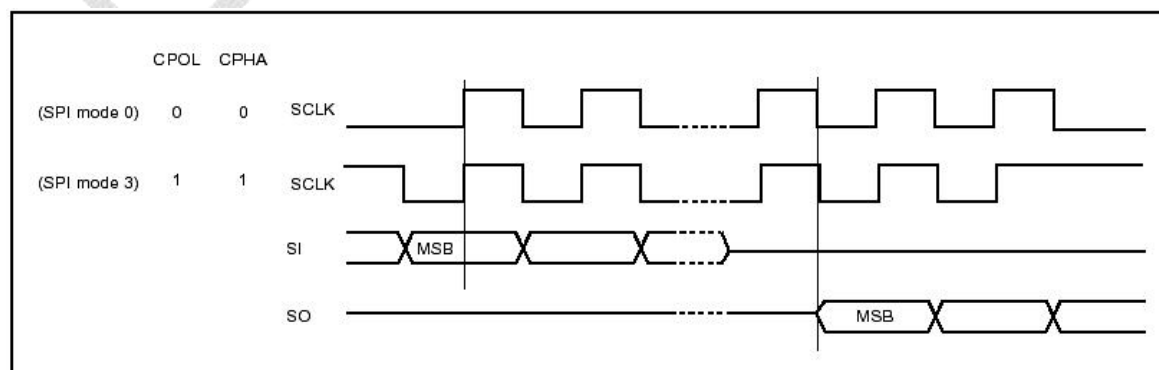 CPOL CPHA
(SPI mode 0) 0 0 SCLK
(SPI mode 3) 1 1 SCLK
SI MSB
SO MSB